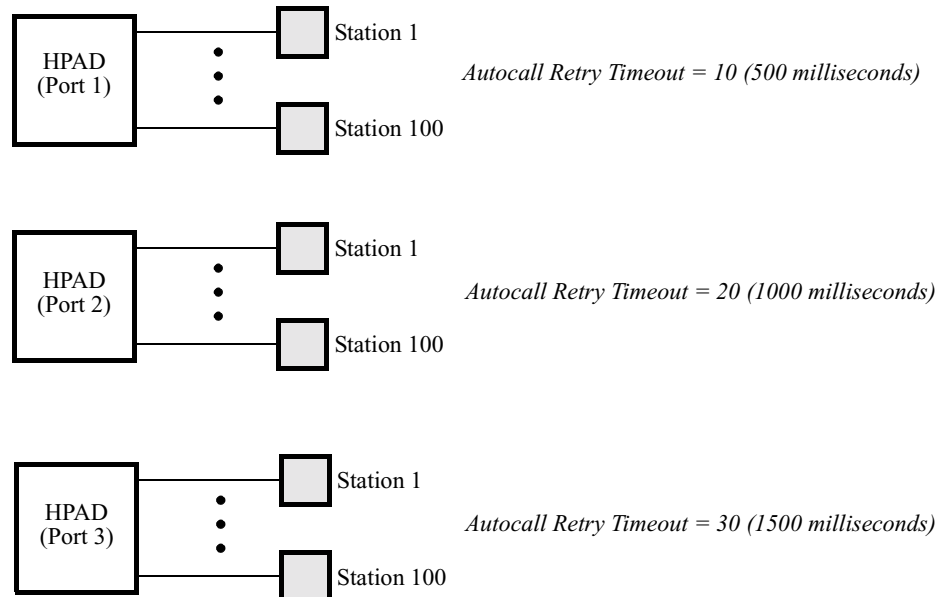 HPAD
(Port 1)
Station 1
Autocall Retry Timeout = 10 (500 milliseconds)
Station 100
HPAD
(Port 2)
Station 1
Autocall Retry Timeout = 20 (1000 milliseconds)
Station 100
HPAD
(Port 3)
Station 1
Autocall Retry Timeout = 30 (1500 milliseconds)
Station 100